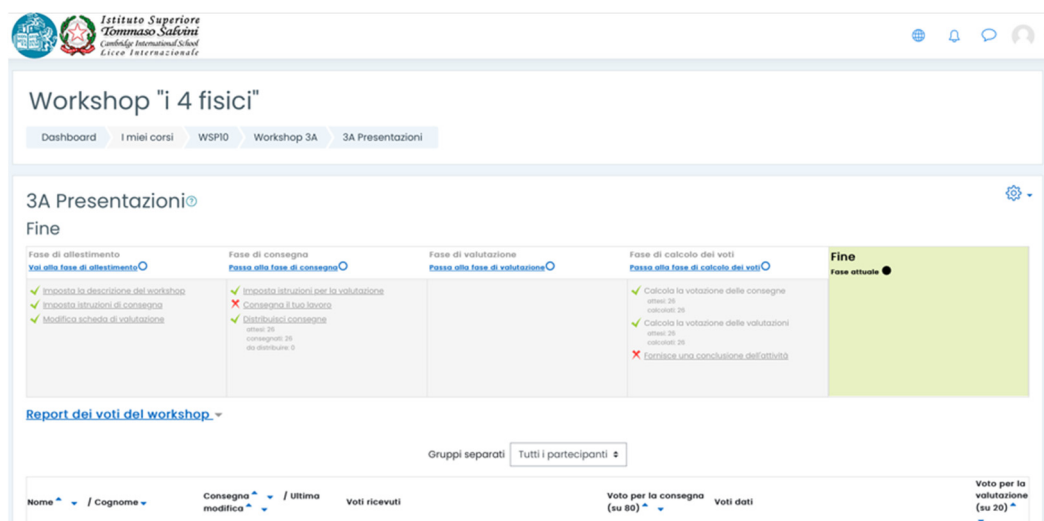 Istituto Superiore
Tommaso Salvini
Cambridge International School
Liceo Internazionale
Workshop "i 4 fisici"
Dashboard I miei corsi WSP10 Workshop 3A 3A Presentazioni
3A Presentazioni
Fine
Fase di allestimento
Vai alla fase di allestimento
Imposta la descrizione del workshop
Imposta istruzioni di consegna
Modifica scheda di valutazione
Fase di consegna
Passa alla fase di consegna
Imposta istruzioni per la valutazione
Consegna il tuo lavoro
Distribuisci consegne
attesi: 26
consegnati: 26
da distribuire: 0
Fase di valutazione
Passa alla fase di valutazione
Fase di calcolo dei voti
Passa alla fase di calcolo dei voti
Calcola la votazione delle consegne
attesi: 26
calcolati: 26
Calcola la votazione delle valutazioni
attesi: 26
calcolati: 26
Fornisce una conclusione dell'attività
Fine
Fase attuale
Report dei voti del workshop
Gruppi separati Tutti i partecipanti
Nome / Cognome
Consegna / Ultima
modifica
Voti ricevuti
Voto per la consegna
(su 80)
Voti dati
Voto per la
valutazione
(su 20)